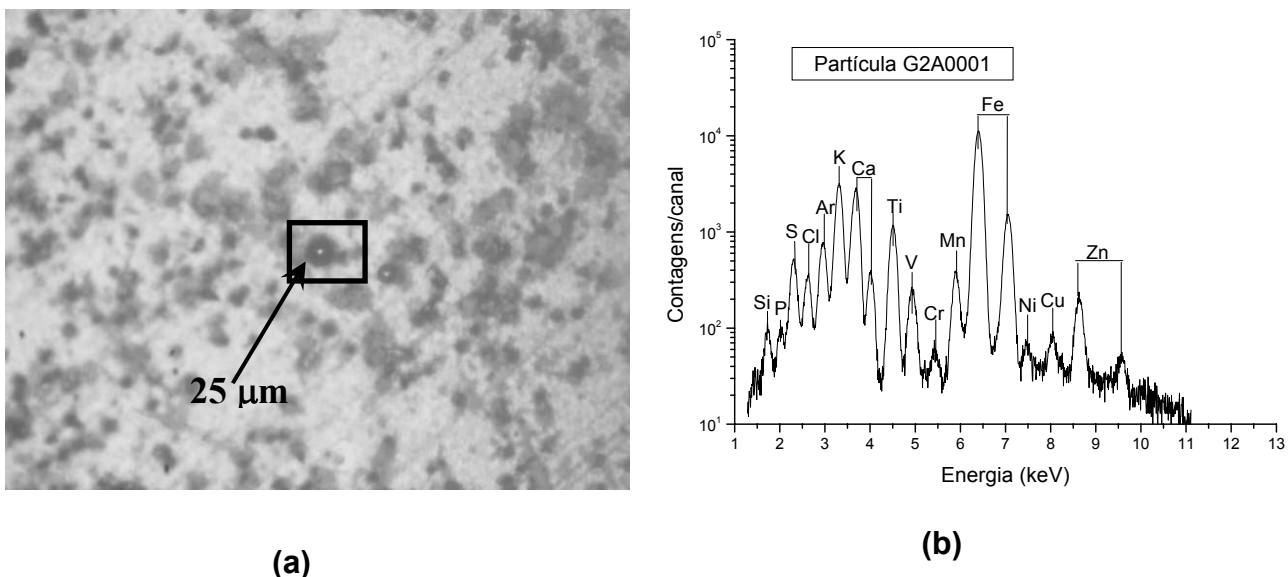 25 μm
(a)
Partícula G2A0001
Contagens/canal
10⁵
10⁴
10³
10²
10¹
Si
P
S
Cl
Ar
K
Ca
Ti
V
Cr
Mn
Fe
Ni
Cu
Zn
1 2 3 4 5 6 7 8 9 10 11 12 13
Energia (keV)
(b)